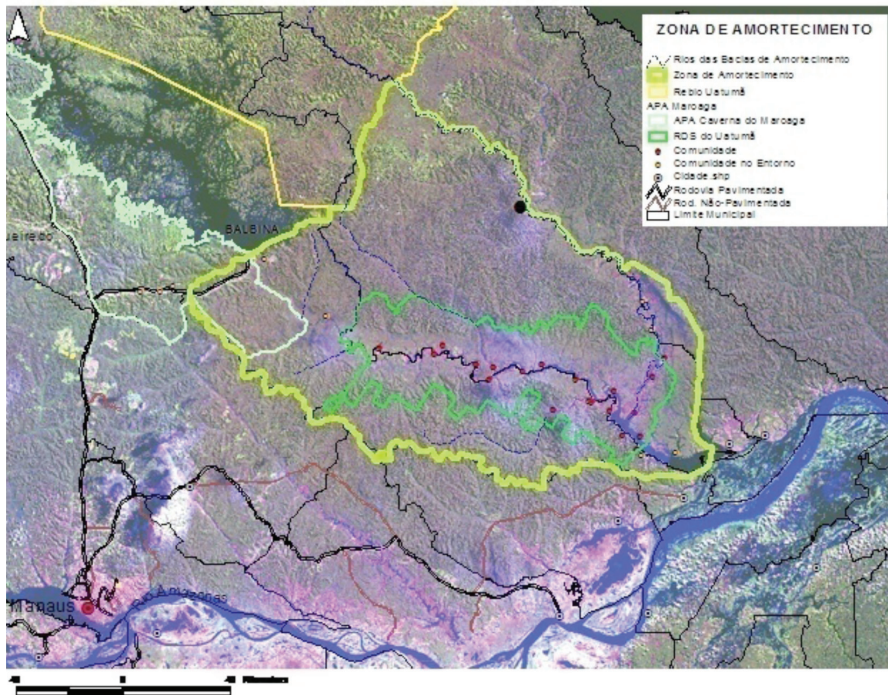 ZONA DE AMORTECIMENTO
Rios das Bacias de Amortecimento
Zona de Amortecimento
Rebio Uatumã
APA Maroaga
APA Caverna do Maroaga
RDS do Uatumã
Comunidade
Comunidade no Entorno
Cidade.shp
Rodovia Pavimentada
Rod. Não-Pavimentada
Limite Municipal
BALBINA
ueiredo
Manaus
Rio Amazonas